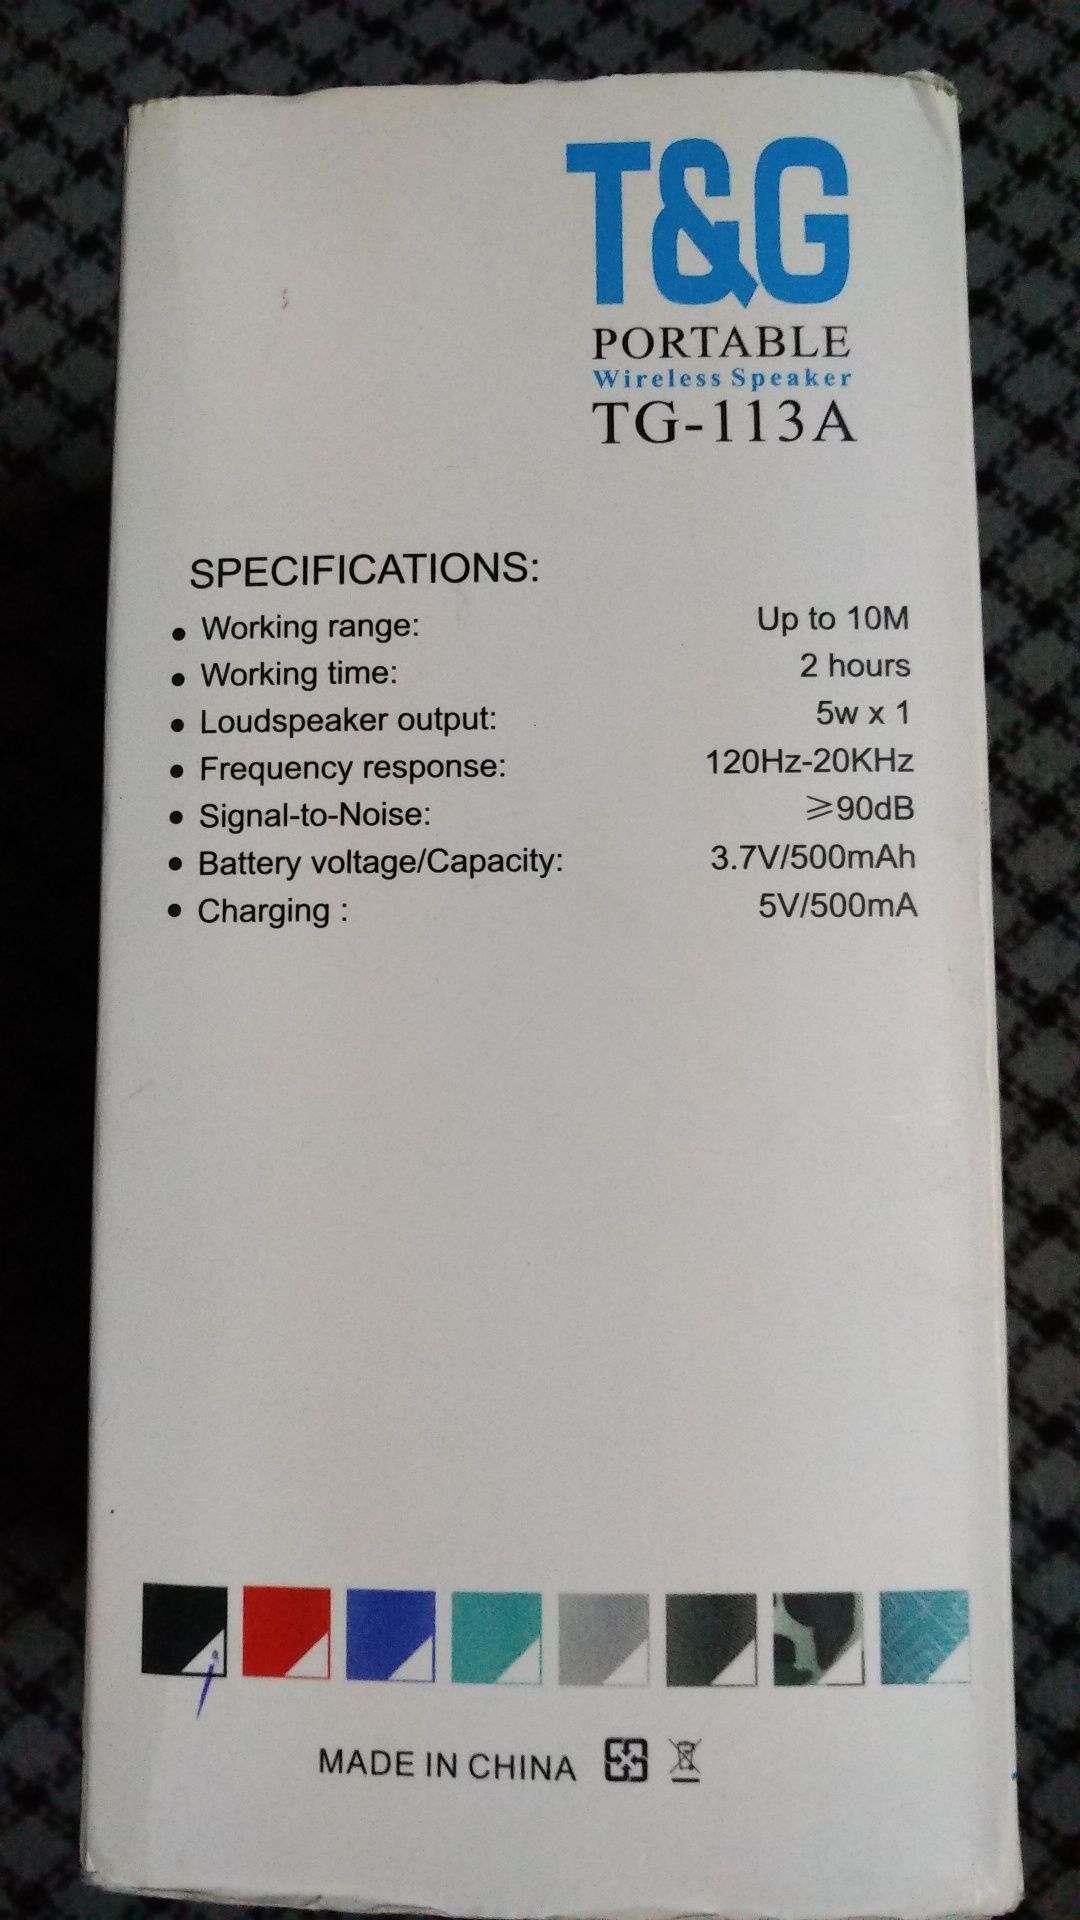 T&G
PORTABLE
Wireless Speaker
TG-113A
SPECIFICATIONS:
• Working range: Up to 10M
• Working time: 2 hours
• Loudspeaker output: 5w x 1
• Frequency response: 120Hz-20KHz
• Signal-to-Noise: ⩾90dB
• Battery voltage/Capacity: 3.7V/500mAh
• Charging : 5V/500mA
MADE IN CHINA